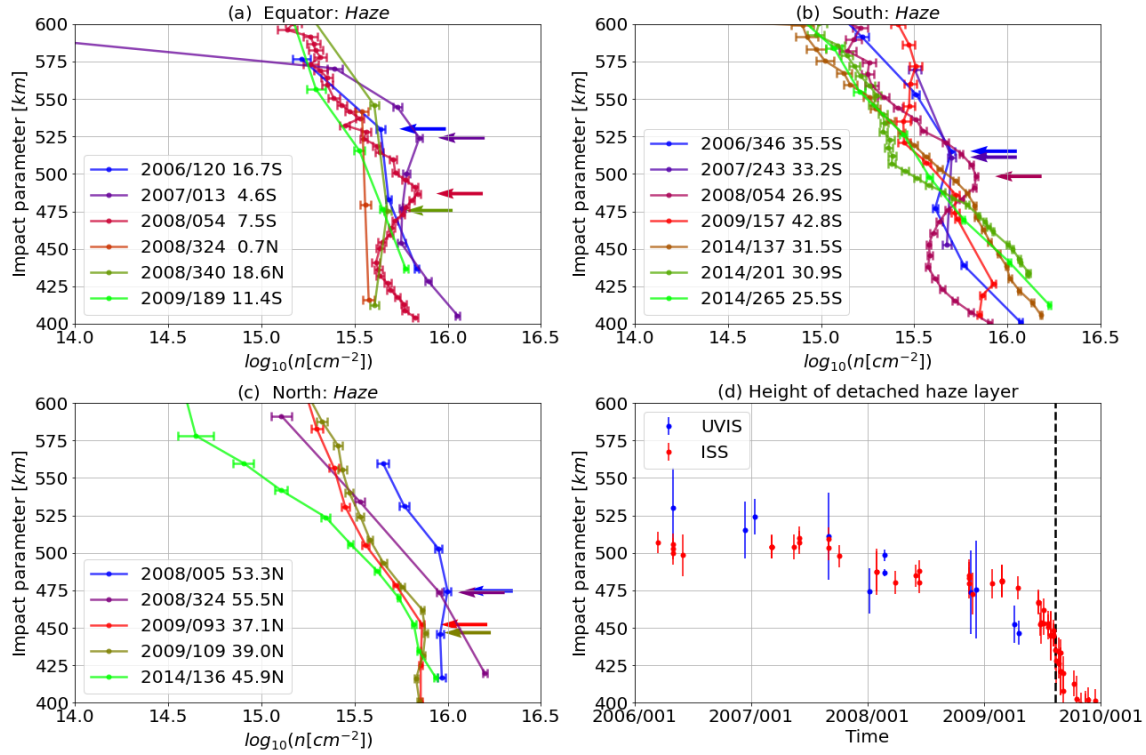 (a) Equator: Haze
600
575
550
525
500
475
450
425
400
Impact parameter [km]
2006/120 16.7S
2007/013 4.6S
2008/054 7.5S
2008/324 0.7N
2008/340 18.6N
2009/189 11.4S
14.0 14.5 15.0 15.5 16.0 16.5
log10(n[cm−2])
(b) South: Haze
600
575
550
525
500
475
450
425
400
Impact parameter [km]
2006/346 35.5S
2007/243 33.2S
2008/054 26.9S
2009/157 42.8S
2014/137 31.5S
2014/201 30.9S
2014/265 25.5S
14.0 14.5 15.0 15.5 16.0 16.5
log10(n[cm−2])
(c) North: Haze
600
575
550
525
500
475
450
425
400
Impact parameter [km]
2008/005 53.3N
2008/324 55.5N
2009/093 37.1N
2009/109 39.0N
2014/136 45.9N
14.0 14.5 15.0 15.5 16.0 16.5
log10(n[cm−2])
(d) Height of detached haze layer
600
575
550
525
500
475
450
425
400
Impact parameter [km]
UVIS
ISS
2006/001 2007/001 2008/001 2009/001 2010/001
Time